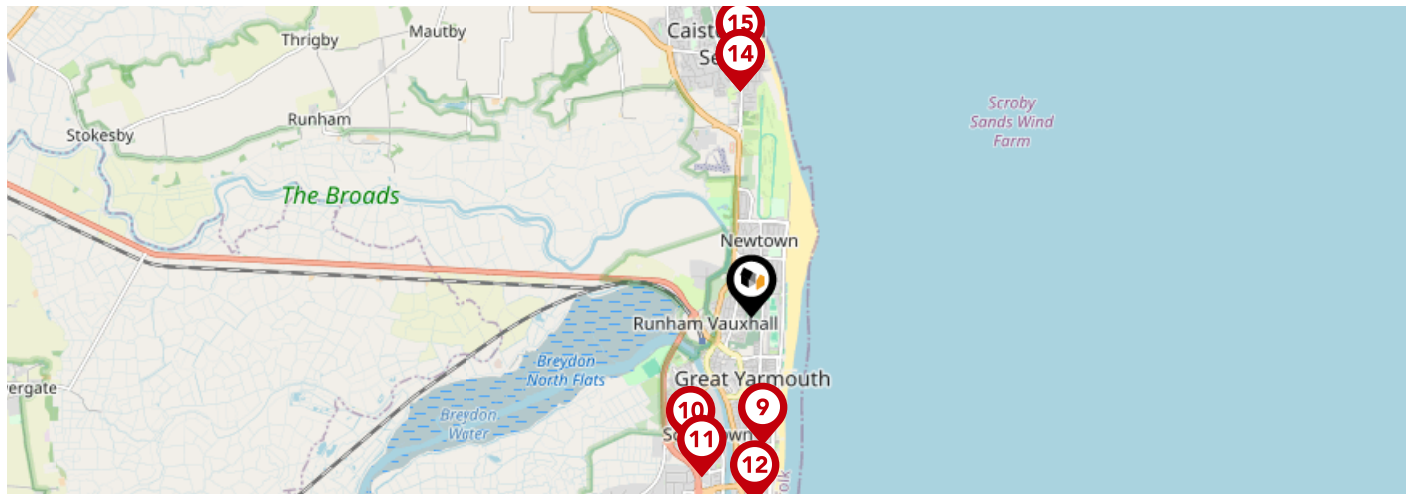 15
Mautby
Caist
Thrigby
14
Se
Scroby
Sands Wind
Farm
Runham
Stokesby
The Broads
Newtown
Runham Vauxhall
Breydon
North Flats
Great Yarmouth
vergate
10
9
Breydon
Water
11
12